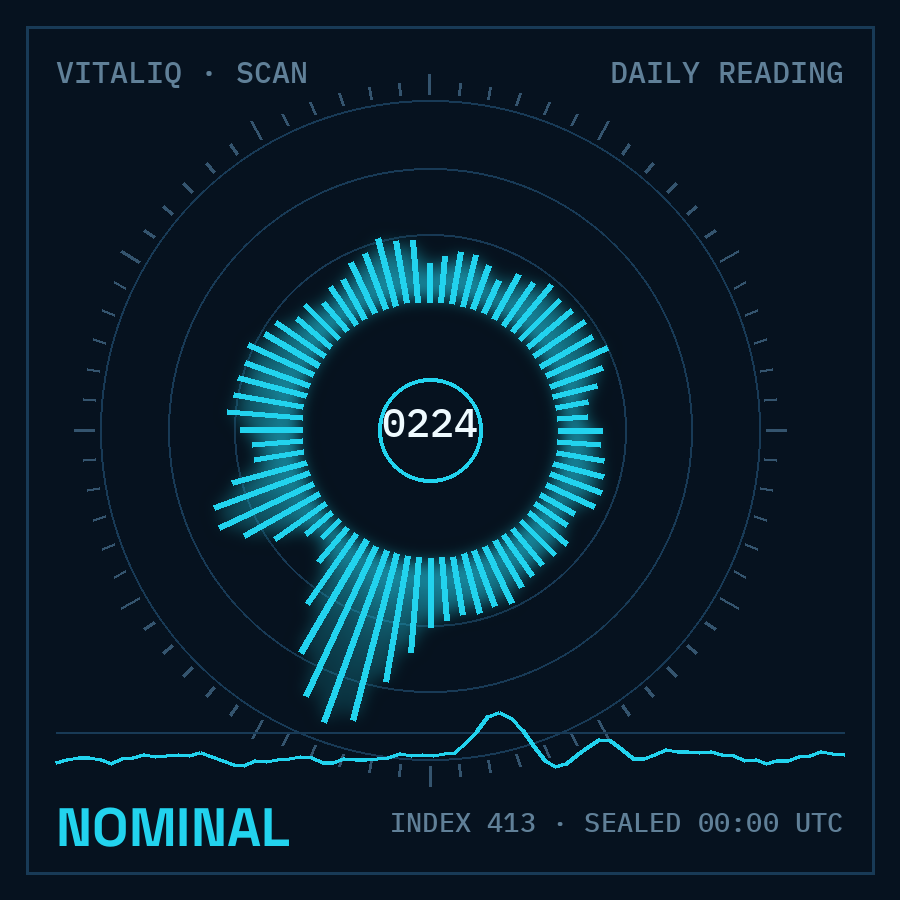 VITALIQ · SCAN
DAILY READING
0224
NOMINAL
INDEX 413 · SEALED 00:00 UTC